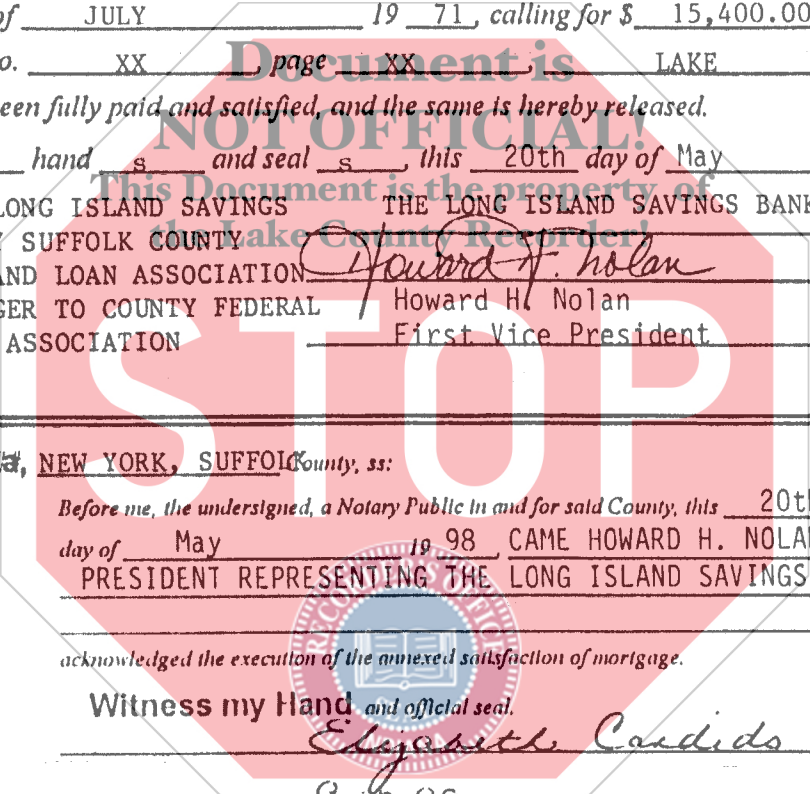 of JULY 19 71, calling for $ 15,400.00
o. XX, page XX, LAKE
een fully paid and satisfied, and the same is hereby released.
hand s and seal s, this 20th day of May
LONG ISLAND SAVINGS THE LONG ISLAND SAVINGS BANK
Y SUFFOLK COUNTY
AND LOAN ASSOCIATION Howard H. Nolan
GER TO COUNTY FEDERAL Howard H. Nolan
ASSOCIATION First Vice President
Document is
NOT OFFICIAL!
This Document is the property of
the Lake County Recorder!
STOP
NEW YORK, SUFFOLK County, ss:
Before me, the undersigned, a Notary Public in and for said County, this 20th
day of May 19 98, CAME HOWARD H. NOLAN
PRESIDENT REPRESENTING THE LONG ISLAND SAVINGS
RECORDER'S OFFICE
acknowledged the execution of the annexed satisfaction of mortgage.
Witness my Hand and official seal.
Elizabeth